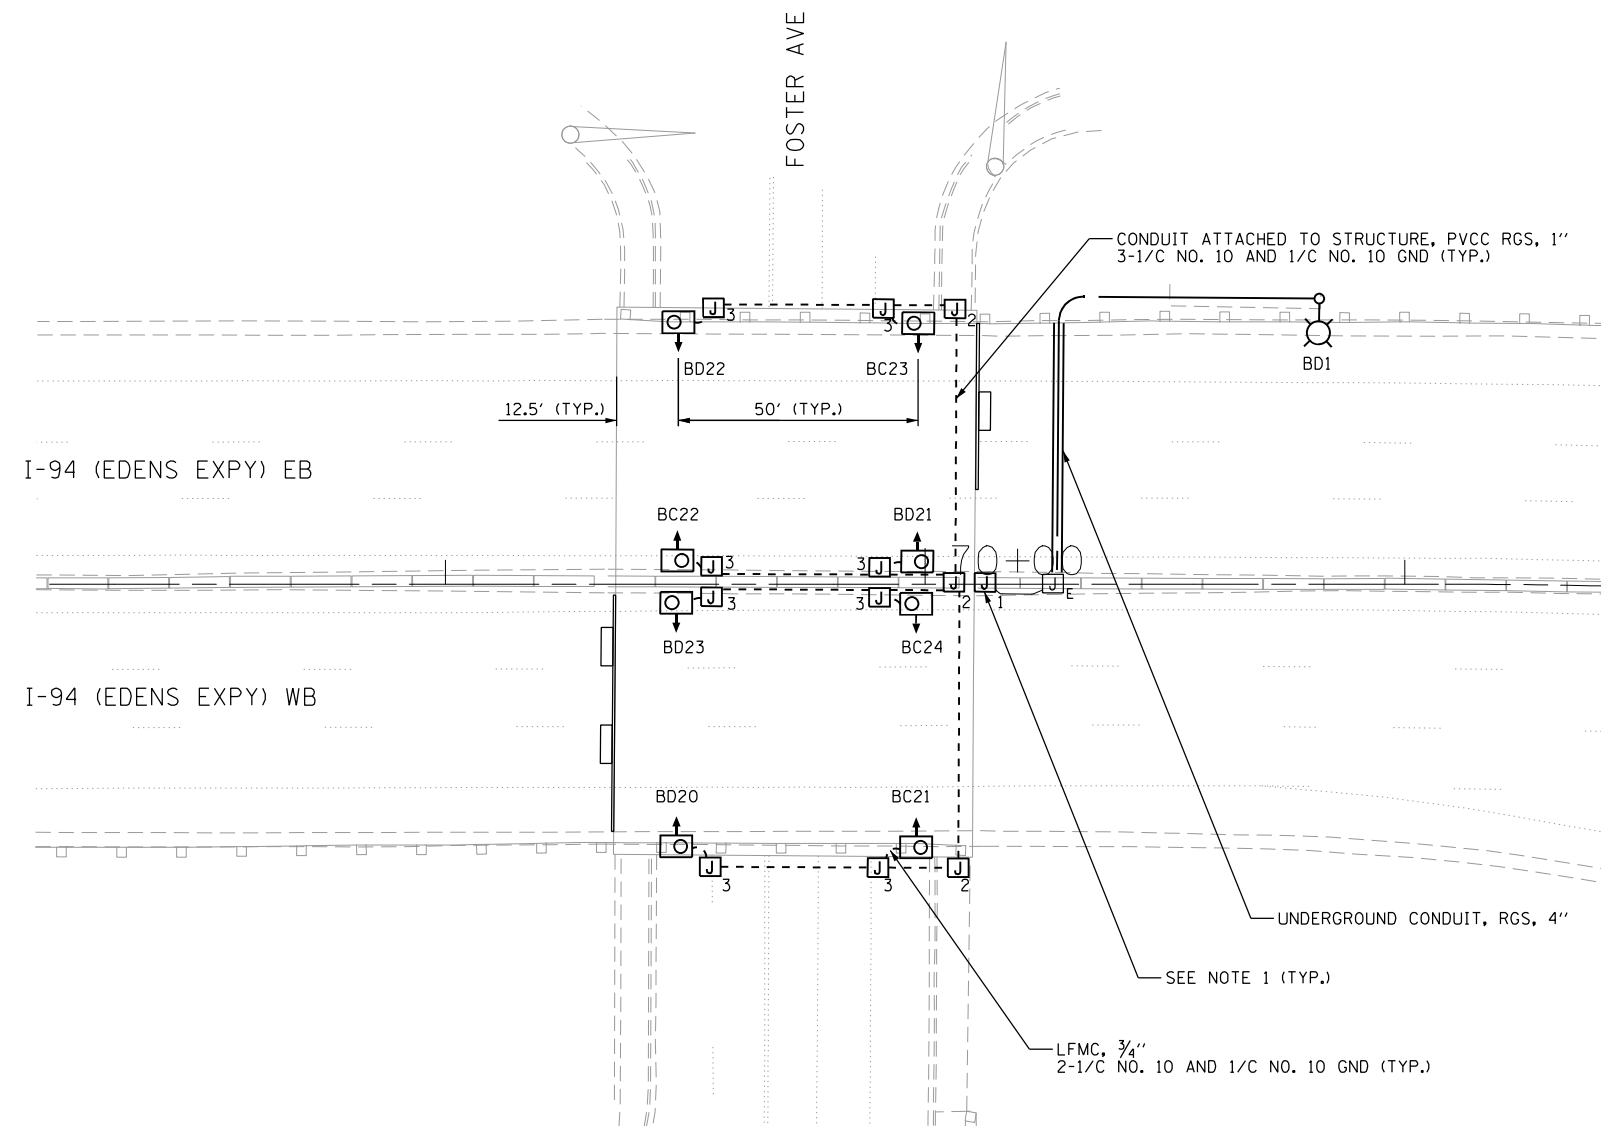 FOSTER AVE
CONDUIT ATTACHED TO STRUCTURE, PVCC RGS, 1"
3-1/C NO. 10 AND 1/C NO. 10 GND (TYP.)
J 3
J 3
J 2
BD22
BC23
BD1
12.5' (TYP.)
50' (TYP.)
I-94 (EDENS EXPY) EB
BC22
BD21
J 3
3 J
J 2
J 1
J E
J 3
3 J
BD23
BC24
I-94 (EDENS EXPY) WB
BD20
BC21
J 3
J 3
J 2
UNDERGROUND CONDUIT, RGS, 4"
SEE NOTE 1 (TYP.)
LFMC, 3/4"
2-1/C NO. 10 AND 1/C NO. 10 GND (TYP.)